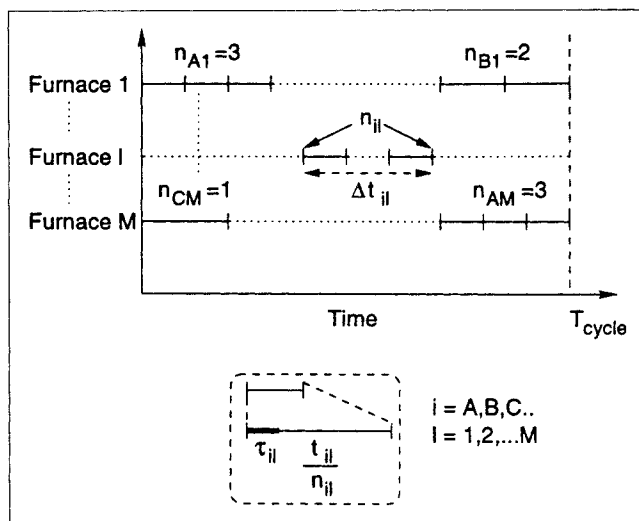 n_A1=3
n_B1=2
Furnace 1
n_il
Furnace l
Δt_il
n_CM=1
n_AM=3
Furnace M
Time
T_cycle
τ_il
t_il
n_il
i = A,B,C..
l = 1,2,...M